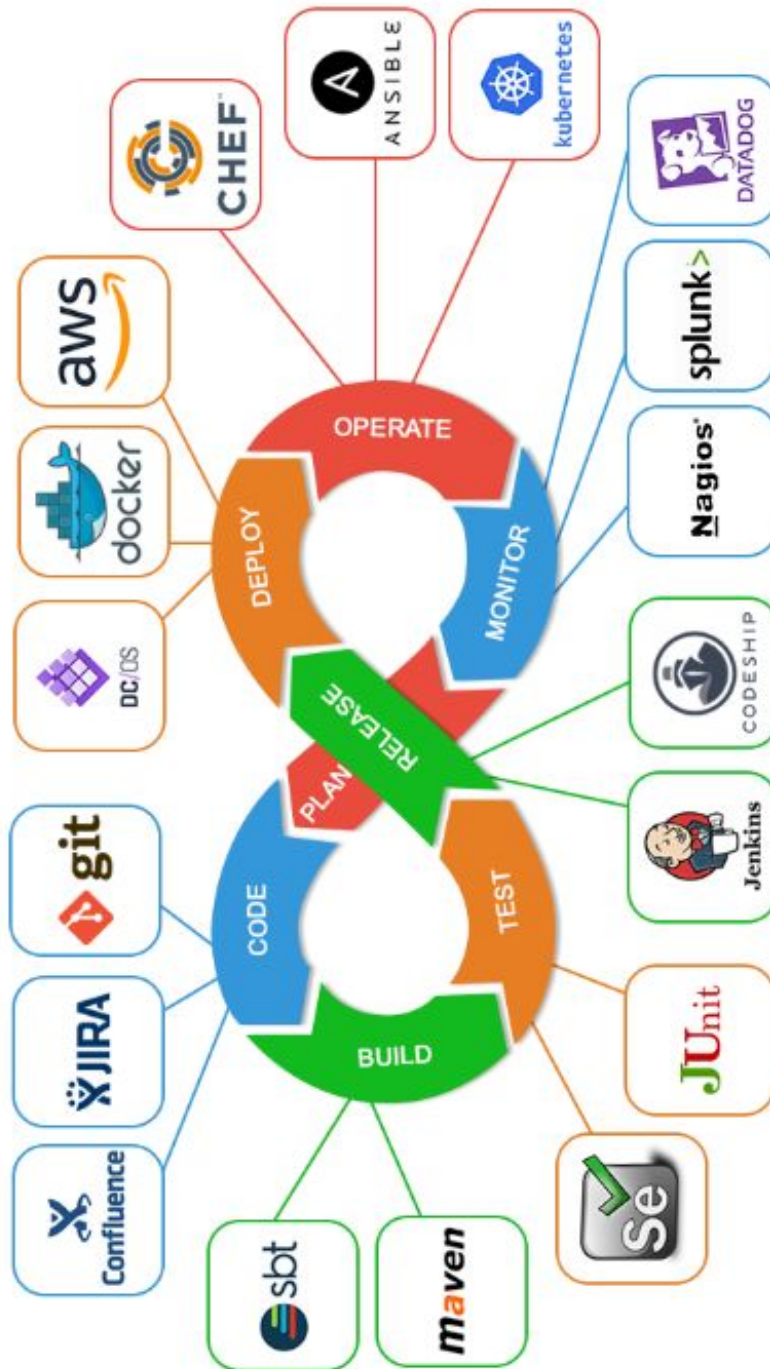 Confluence
JIRA
git
DC/OS
docker
aws
CHEF™
ANSIBLE
kubernetes
sbt
maven
CODE
BUILD
PLAN
RELEASE
TEST
DEPLOY
OPERATE
MONITOR
Se
JUnit
Jenkins
CODESHIP
Nagios®
splunk>
DATADOG